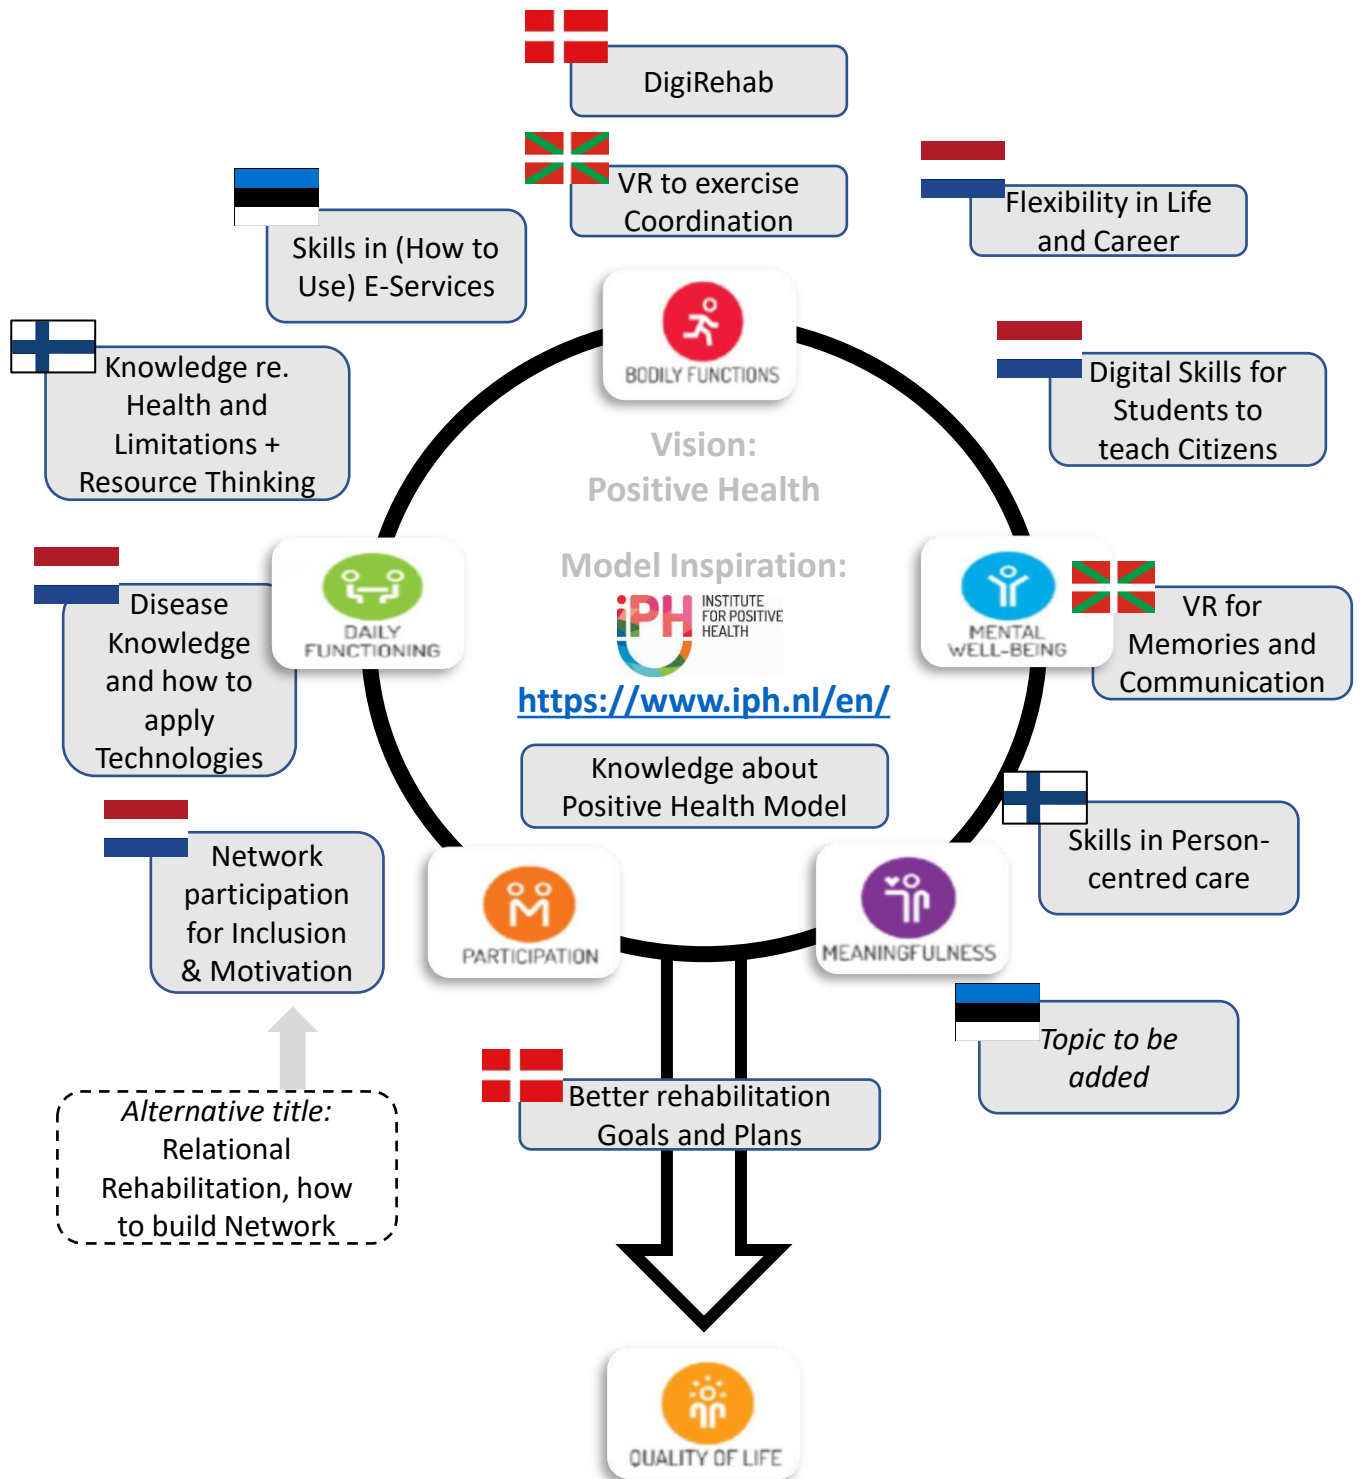 DigiRehab
VR to exercise
Coordination
Flexibility in Life
and Career
Skills in (How to
Use) E-Services
BODILY FUNCTIONS
Knowledge re.
Health and
Limitations +
Resource Thinking
Digital Skills for
Students to
teach Citizens
Vision:
Positive Health
Model Inspiration:
iPH
INSTITUTE
FOR POSITIVE
HEALTH
https://www.iph.nl/en/
DAILY
FUNCTIONING
MENTAL
WELL-BEING
Disease
Knowledge
and how to
apply
Technologies
VR for
Memories and
Communication
Knowledge about
Positive Health Model
Network
participation
for Inclusion
& Motivation
Skills in Person-
centred care
PARTICIPATION
MEANINGFULNESS
Topic to be
added
Alternative title:
Relational
Rehabilitation, how
to build Network
Better rehabilitation
Goals and Plans
QUALITY OF LIFE